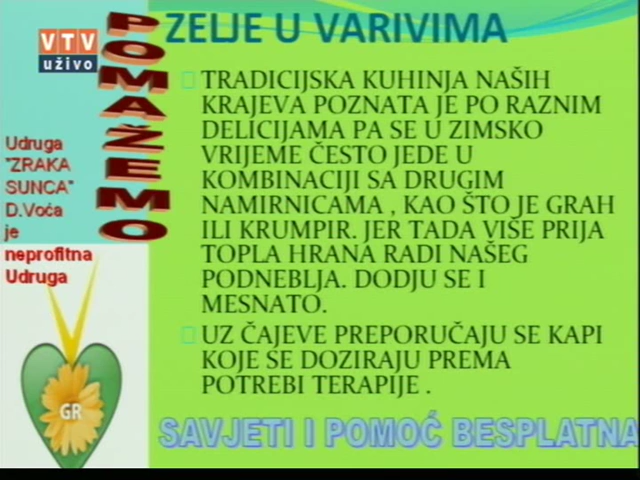 VTV
uživo
POMAŽEMO
Udruga
"ZRAKA
SUNCA"
D.Voća
je
neprofitna
Udruga
GR
ZELJE U VARIVIMA
TRADICIJSKA KUHINJA NAŠIH
KRAJEVA POZNATA JE PO RAZNIM
DELICIJAMA PA SE U ZIMSKO
VRIJEME ČESTO JEDE U
KOMBINACIJI SA DRUGIM
NAMIRNICAMA , KAO ŠTO JE GRAH
ILI KRUMPIR. JER TADA VIŠE PRIJA
TOPLA HRANA RADI NAŠEG
PODNEBLJA. DODJU SE I
MESNATO.
UZ ČAJEVE PREPORUČAJU SE KAPI
KOJE SE DOZIRAJU PREMA
POTREBI TERAPIJE .
SAVJETI I POMOĆ BESPLATNA